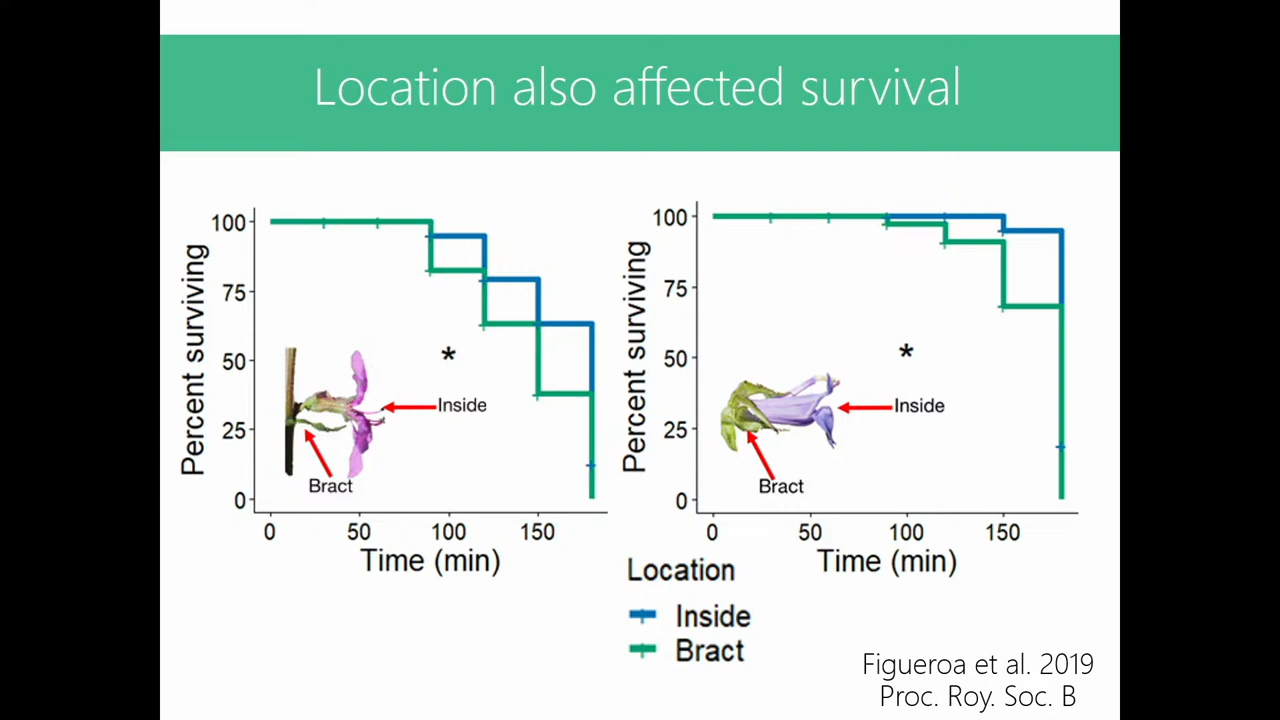 Location also affected survival
Percent surviving
100
75
50
25
0
*
Inside
Bract
0 50 100 150
Time (min)
Percent surviving
100
75
50
25
0
*
Inside
Bract
0 50 100 150
Time (min)
Location
Inside
Bract
Figueroa et al. 2019
Proc. Roy. Soc. B